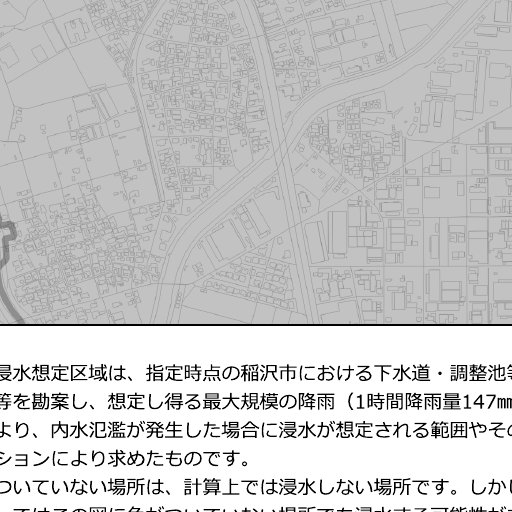 浸水想定区域は、指定時点の稲沢市における下水道・調整池等
等を勘案し、想定し得る最大規模の降雨（1時間降雨量147㎜
より、内水氾濫が発生した場合に浸水が想定される範囲やその
ションにより求めたものです。
ついていない場所は、計算上では浸水しない場所です。しかし